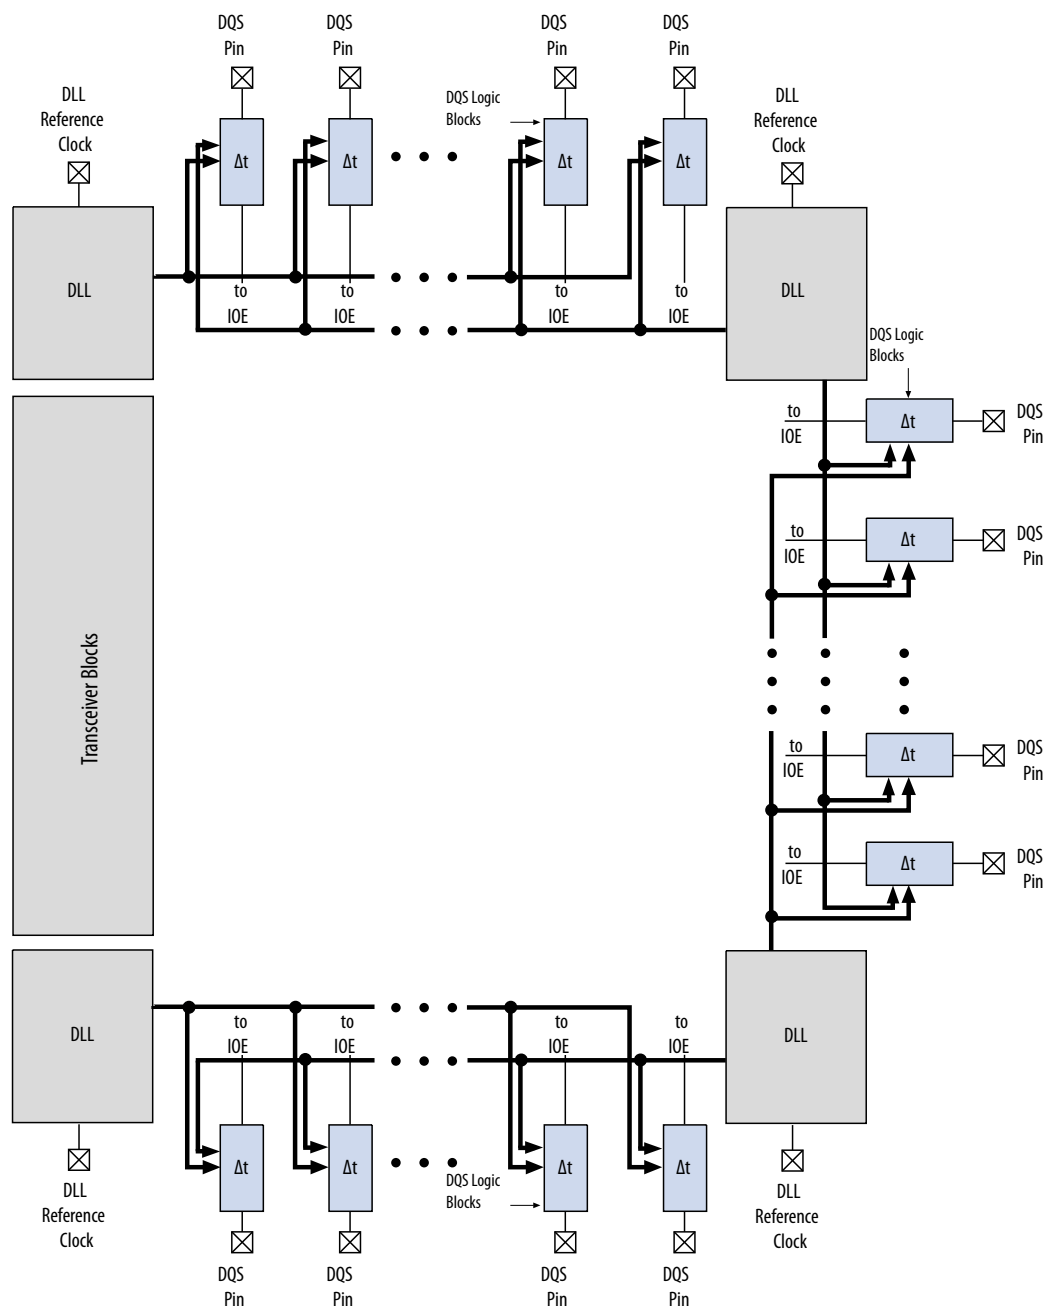 DQS
Pin
DQS
Pin
DQS
Pin
DQS
Pin
DLL
Reference
Clock
DQS Logic
Blocks
DLL
Reference
Clock
Δt
Δt
Δt
Δt
DLL
DLL
to
IOE
to
IOE
to
IOE
to
IOE
DQS Logic
Blocks
to
IOE
Δt
DQS
Pin
to
IOE
Δt
DQS
Pin
Transceiver Blocks
to
IOE
Δt
DQS
Pin
to
IOE
Δt
DQS
Pin
DLL
DLL
to
IOE
to
IOE
to
IOE
to
IOE
Δt
Δt
Δt
Δt
DQS Logic
Blocks
DLL
Reference
Clock
DLL
Reference
Clock
DQS
Pin
DQS
Pin
DQS
Pin
DQS
Pin